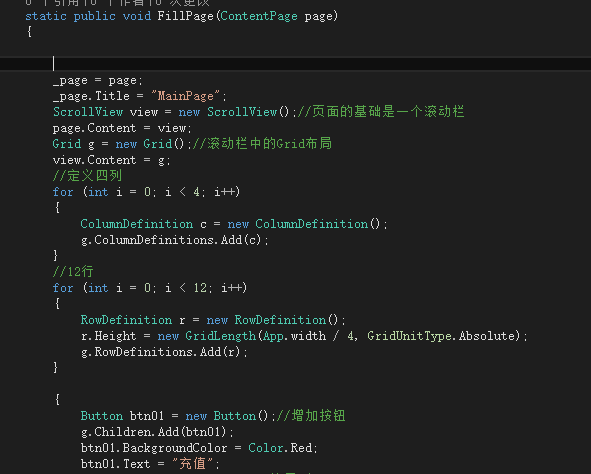 0 个引用|0 个作者|0 次更改
static public void FillPage(ContentPage page)
{
_page = page;
_page.Title = "MainPage";
ScrollView view = new ScrollView();//页面的基础是一个滚动栏
page.Content = view;
Grid g = new Grid();//滚动栏中的Grid布局
view.Content = g;
//定义四列
for (int i = 0; i < 4; i++)
{
ColumnDefinition c = new ColumnDefinition();
g.ColumnDefinitions.Add(c);
}
//12行
for (int i = 0; i < 12; i++)
{
RowDefinition r = new RowDefinition();
r.Height = new GridLength(App.width / 4, GridUnitType.Absolute);
g.RowDefinitions.Add(r);
}
{
Button btn01 = new Button();//增加按钮
g.Children.Add(btn01);
btn01.BackgroundColor = Color.Red;
btn01.Text = "充值";